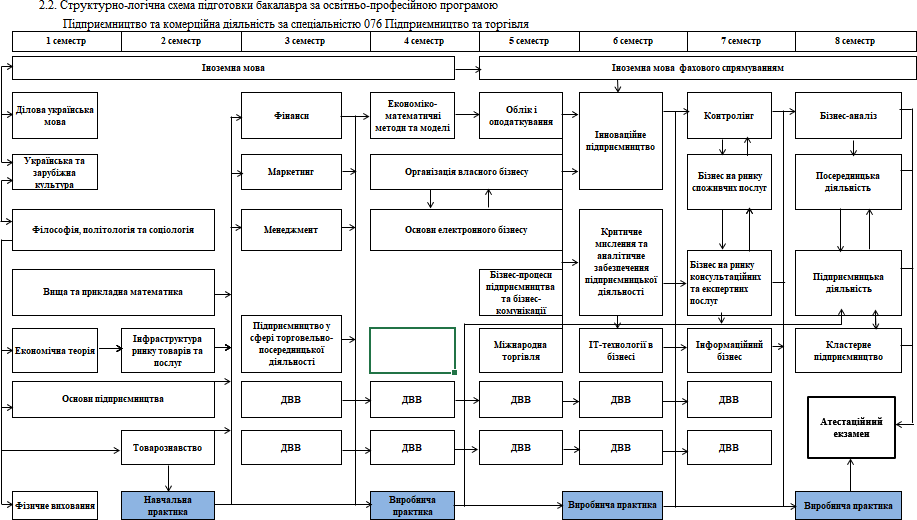 2.2. Структурно-логічна схема підготовки бакалавра за освітньо-професійною програмою
Підприємництво та комерційна діяльність за спеціальністю 076 Підприємництво та торгівля
1 семестр
2 семестр
3 семестр
4 семестр
5 семестр
6 семестр
7 семестр
8 семестр
Іноземна мова
Іноземна мова фахового спрямуванням
Ділова українська
мова
Фінанси
Економіко-
математичні
методи та моделі
Облік і
оподаткування
Інноваційне
підприємництво
Контролінг
Бізнес-аналіз
Українська та
зарубіжна
культура
Маркетинг
Організація власного бізнесу
Бізнес на ринку
споживчих послуг
Посередницька
діяльність
Філософія, політологія та соціологія
Менеджмент
Основи електронного бізнесу
Критичне
мислення та
аналітичне
забезпечення
підприємницької
діяльності
Вища та прикладна математика
Бізнес-процеси
підприємництва
та бізнес-
комунікації
Бізнес на ринку
консультаційних
та експертних
послуг
Підприємницька
діяльність
Економічна теорія
Інфраструктура
ринку товарів та
послуг
Підприємництво у
сфері торговельно-
посередницької
діяльності
Міжнародна
торгівля
ІТ-технології в
бізнесі
Інформаційний
бізнес
Кластерне
підприємництво
Основи підприємництва
ДВВ
ДВВ
ДВВ
ДВВ
ДВВ
Атестаційний
екзамен
Товарознавство
ДВВ
ДВВ
ДВВ
ДВВ
ДВВ
Фізичне виховання
Навчальна
практика
Виробнича
практика
Виробнича практика
Виробнича практика